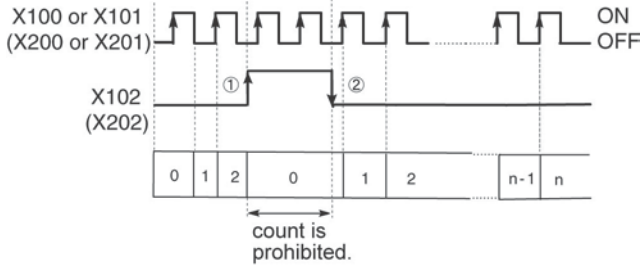 X100 or X101 ON
(X200 or X201) OFF
① ②
X102
(X202)
0 1 2 0 1 2 n-1 n
count is
prohibited.